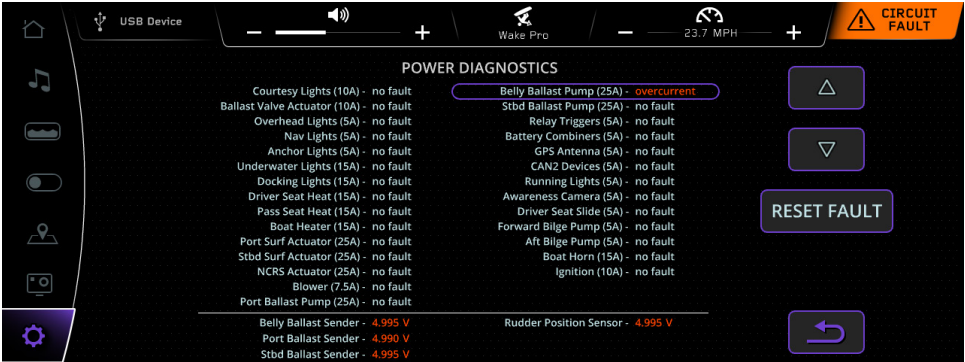 USB Device
Wake Pro
23.7 MPH
CIRCUIT
FAULT
POWER DIAGNOSTICS
Courtesy Lights (10A) - no fault
Ballast Valve Actuator (10A) - no fault
Overhead Lights (5A) - no fault
Nav Lights (5A) - no fault
Anchor Lights (5A) - no fault
Underwater Lights (15A) - no fault
Docking Lights (15A) - no fault
Driver Seat Heat (15A) - no fault
Pass Seat Heat (15A) - no fault
Boat Heater (15A) - no fault
Port Surf Actuator (25A) - no fault
Stbd Surf Actuator (25A) - no fault
NCRS Actuator (25A) - no fault
Blower (7.5A) - no fault
Port Ballast Pump (25A) - no fault
Belly Ballast Pump (25A) - overcurrent
Stbd Ballast Pump (25A) - no fault
Relay Triggers (5A) - no fault
Battery Combiners (5A) - no fault
GPS Antenna (5A) - no fault
CAN2 Devices (5A) - no fault
Running Lights (5A) - no fault
Awareness Camera (5A) - no fault
Driver Seat Slide (5A) - no fault
Forward Bilge Pump (5A) - no fault
Aft Bilge Pump (5A) - no fault
Boat Horn (15A) - no fault
Ignition (10A) - no fault
RESET FAULT
Belly Ballast Sender - 4.995 V
Port Ballast Sender - 4.990 V
Stbd Ballast Sender - 4.995 V
Rudder Position Sensor - 4.995 V